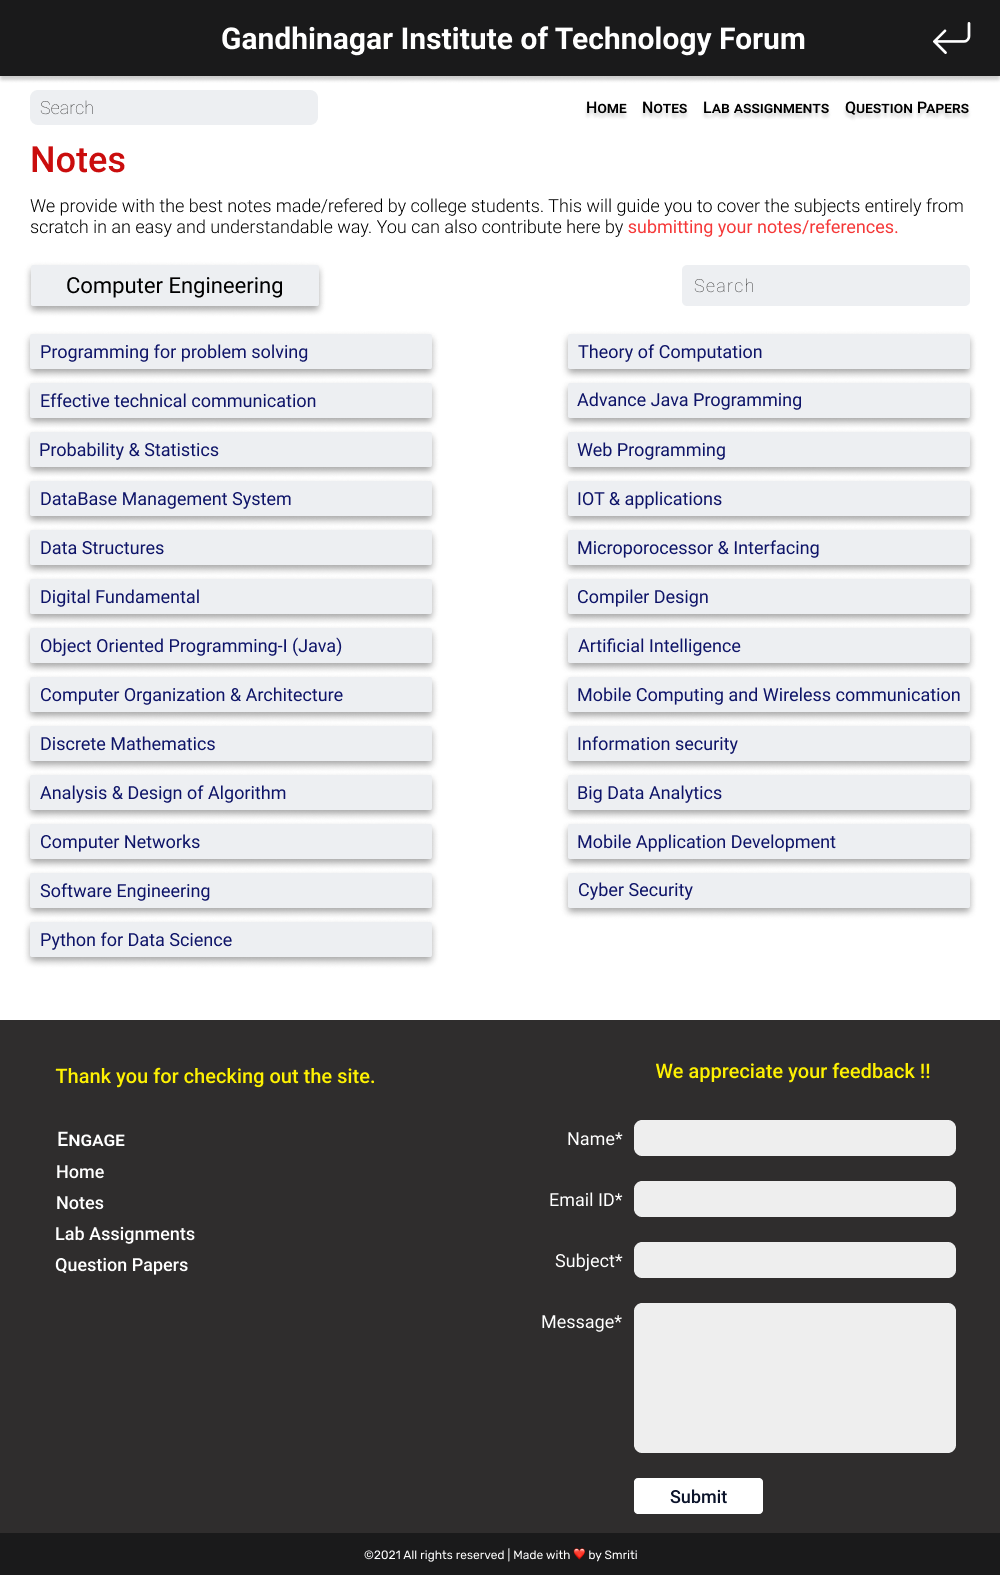 Gandhinagar Institute of Technology Forum
Search
Home Notes Lab assignments Question Papers
Notes
We provide with the best notes made/refered by college students. This will guide you to cover the subjects entirely from
scratch in an easy and understandable way. You can also contribute here by submitting your notes/references.
Computer Engineering
Search
Programming for problem solving
Effective technical communication
Probability & Statistics
DataBase Management System
Data Structures
Digital Fundamental
Object Oriented Programming-I (Java)
Computer Organization & Architecture
Discrete Mathematics
Analysis & Design of Algorithm
Computer Networks
Software Engineering
Python for Data Science
Theory of Computation
Advance Java Programming
Web Programming
IOT & applications
Microporocessor & Interfacing
Compiler Design
Artificial Intelligence
Mobile Computing and Wireless communication
Information security
Big Data Analytics
Mobile Application Development
Cyber Security
Thank you for checking out the site.
Engage
Home
Notes
Lab Assignments
Question Papers
We appreciate your feedback !!
Name*
Email ID*
Subject*
Message*
Submit
©2021 All rights reserved | Made with ❤️ by Smriti